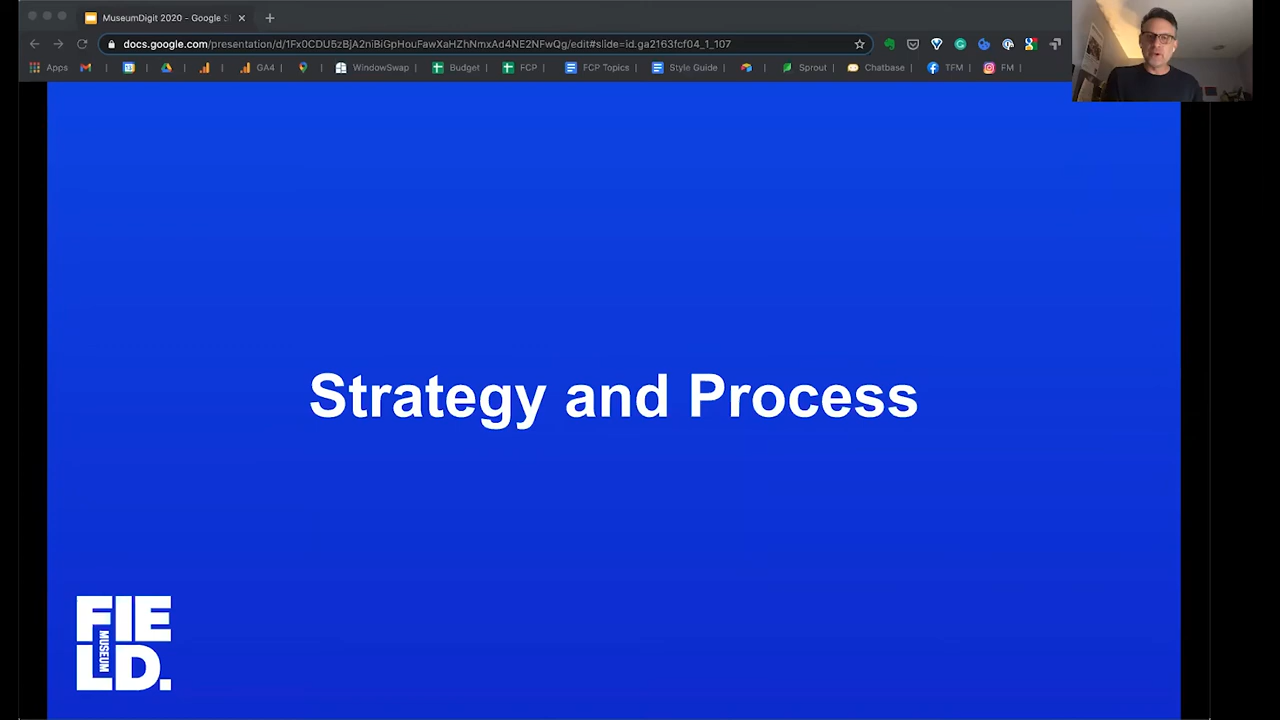 MuseumDigit 2020 - Google S
docs.google.com/presentation/d/1Fx0CDU5zBJA2niBiGpHouFawXaHZhNmxAd4NE2NFwQg/edit#slide=id.ga2163fcf04_1_107
Apps | | | | GA4 | | WindowSwap | Budget | FCP | FCP Topics | Style Guide | | Sprout | Chatbase | TFM | FM |
Strategy and Process
FIE
MUSEUM
LD.